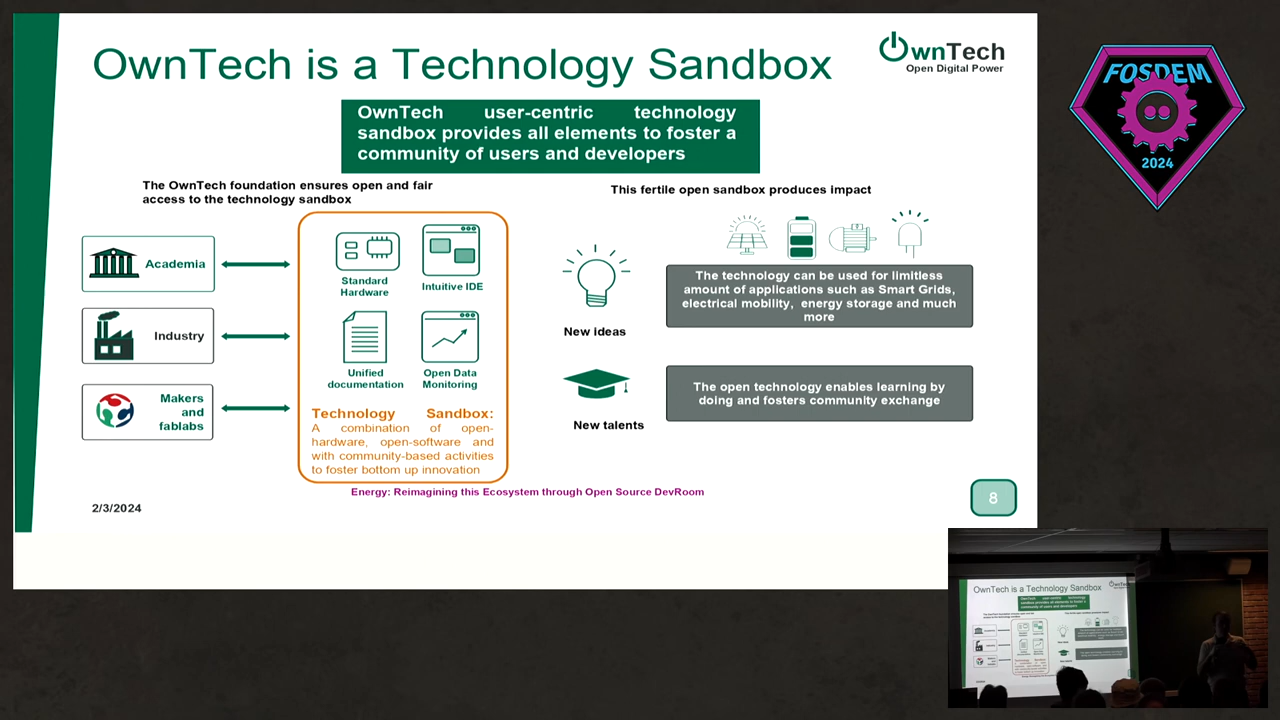 OwnTech is a Technology Sandbox
wnTech
Open Digital Power
OwnTech user-centric technology
sandbox provides all elements to foster a
community of users and developers
The OwnTech foundation ensures open and fair
access to the technology sandbox
This fertile open sandbox produces impact
Academia
Industry
Makers
and
fablabs
Standard
Hardware
Intuitive IDE
Unified
documentation
Open Data
Monitoring
Technology Sandbox:
A combination of open-
hardware, open-software and
with community-based activities
to foster bottom up innovation
New ideas
The technology can be used for limitless
amount of applications such as Smart Grids,
electrical mobility, energy storage and much
more
New talents
The open technology enables learning by
doing and fosters community exchange
Energy: Reimagining this Ecosystem through Open Source DevRoom
2/3/2024
8
FOSDEM
2024
OwnTech is a Technology Sandbox
wnTech